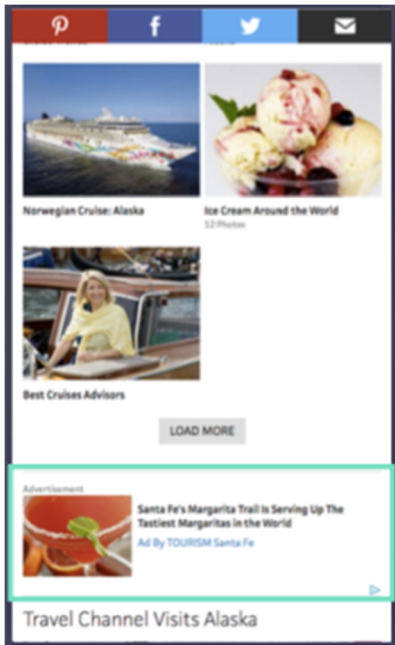 Norwegian Cruise: Alaska
Ice Cream Around the World
52 Photos
Best Cruises Advisors
LOAD MORE
Advertisement
Santa Fe's Margarita Trail Is Serving Up The
Tastiest Margaritas in the World
Ad By TOURISM Santa Fe
Travel Channel Visits Alaska